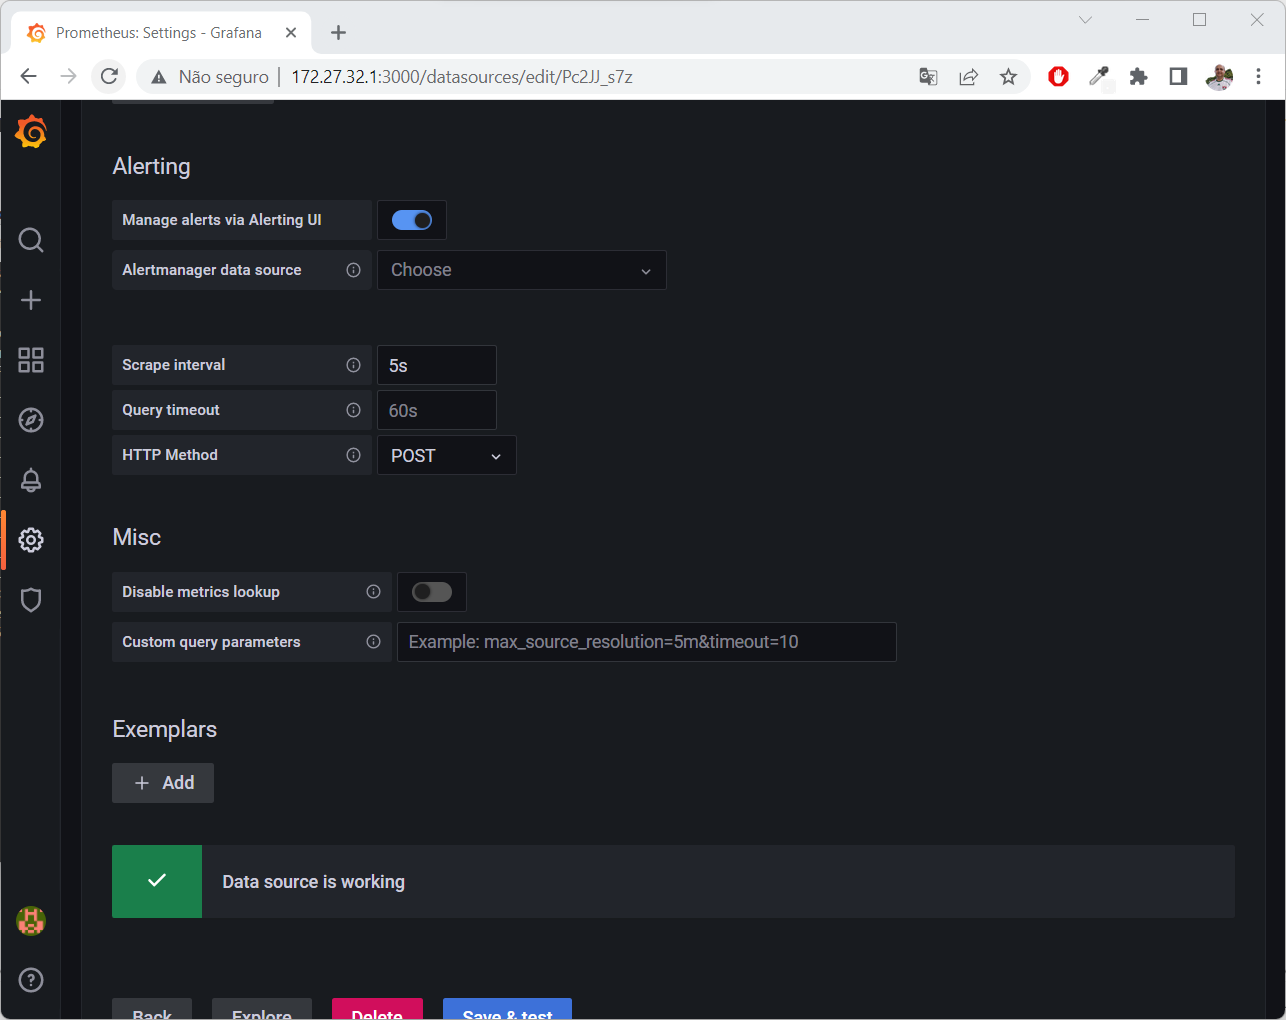 Prometheus: Settings - Grafana
Não seguro | 172.27.32.1:3000/datasources/edit/Pc2JJ_s7z
Alerting
Manage alerts via Alerting UI
Alertmanager data source Choose
Scrape interval 5s
Query timeout 60s
HTTP Method POST
Misc
Disable metrics lookup
Custom query parameters Example: max_source_resolution=5m&timeout=10
Exemplars
+ Add
Data source is working
Back Explore Delete Save & test